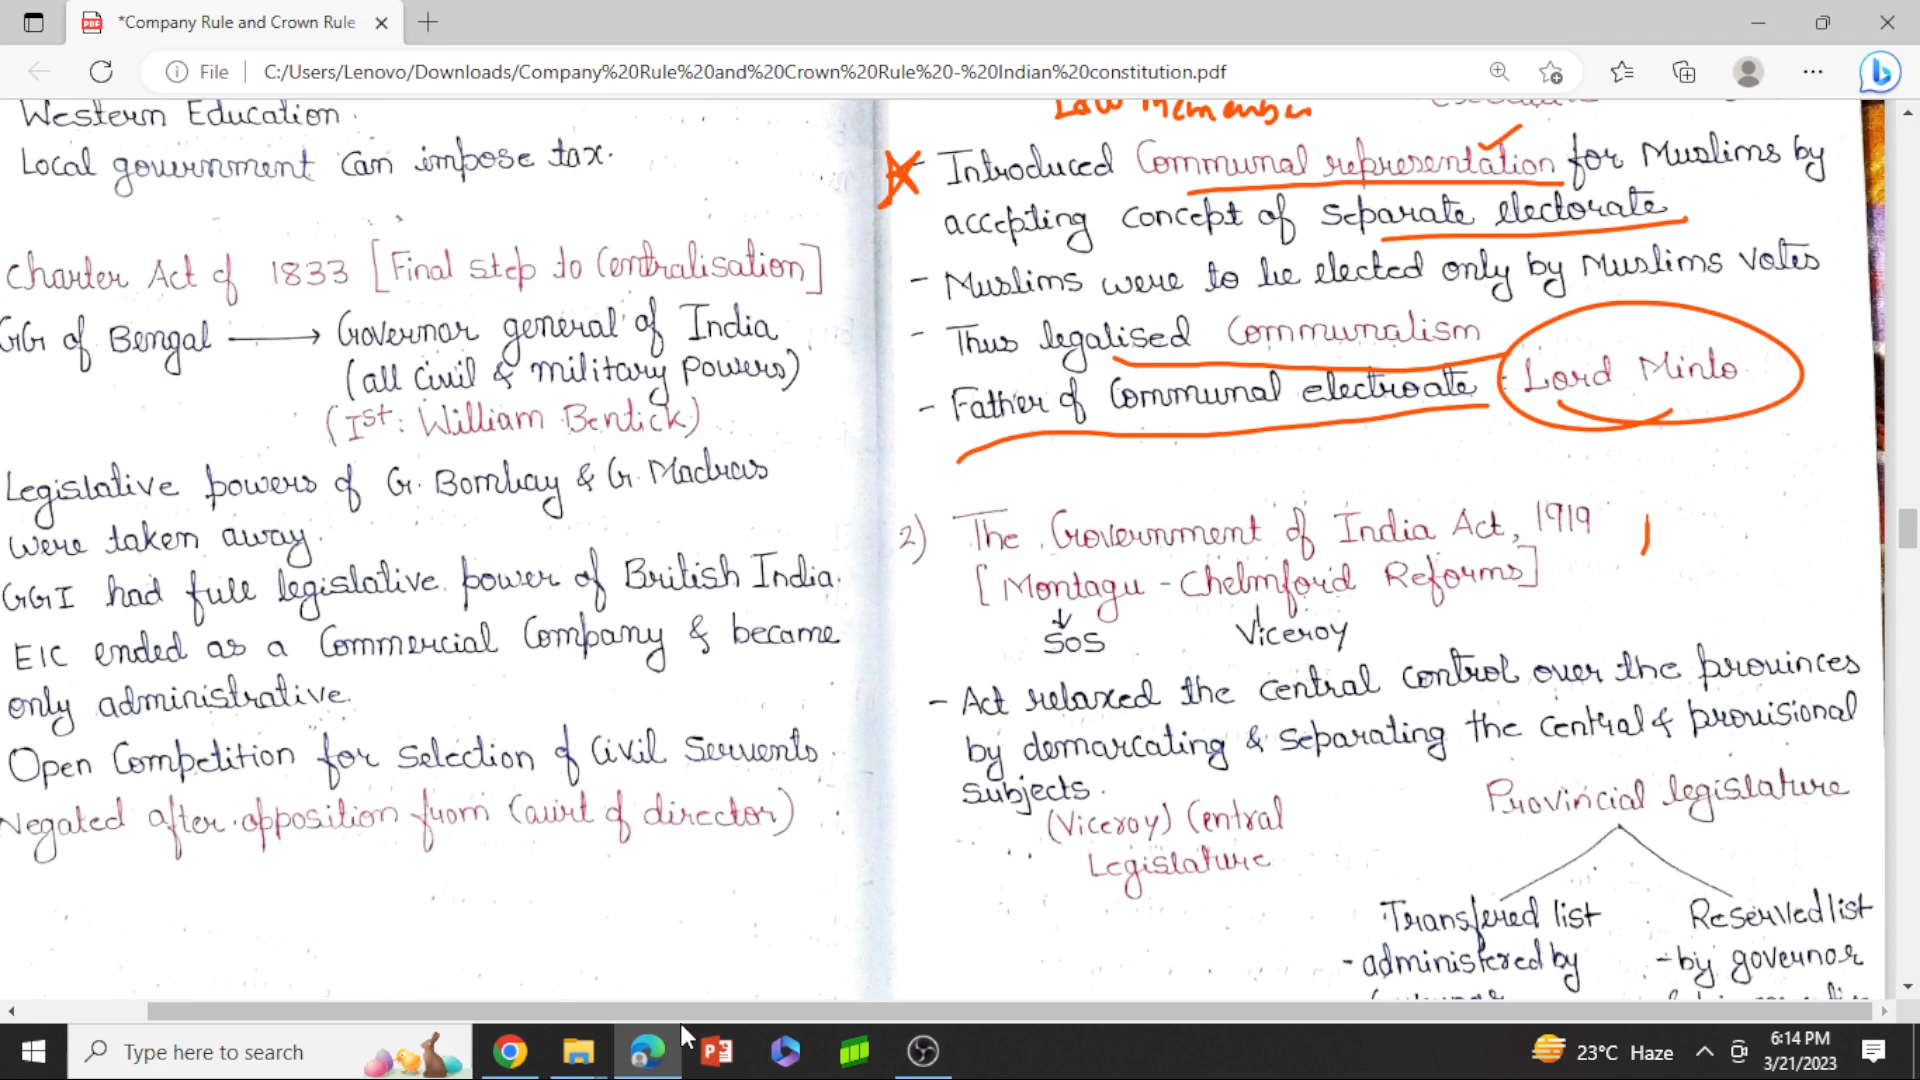 *Company Rule and Crown Rule
File
C:/Users/Lenovo/Downloads/Company%20Rule%20and%20Crown%20Rule%20-%20Indian%20constitution.pdf
Western Education.
Local government can impose tax.
Charter Act of 1833 [Final step to Centralisation]
GG of Bengal → Governor general of India
(all civil & military powers)
(Ist: William Bentick)
Legislative powers of G. Bombay & G. Madras
were taken away.
GGI had full legislative power of British India.
EIC ended as a Commercial Company & became
only administrative.
Open Competition for selection of Civil Servents
Negated after opposition from Court of director)
Law Member
- Introduced Communal representation for Muslims by
accepting concept of separate electorate
- Muslims were to be elected only by Muslims votes
- Thus legalised Communalism
- Father of Communal electroate : Lord Minto
2) The Government of India Act, 1919
[Montagu - Chelmford Reforms]
SOS Viceroy
- Act relaxed the central control over the provinces
by demarcating & separating the central & provisional
subjects.
(Viceroy) Central
Legislature
Provincial legislature
Transfered list
- administered by
Reserved list
- by governor
Type here to search
23°C Haze
6:14 PM
3/21/2023